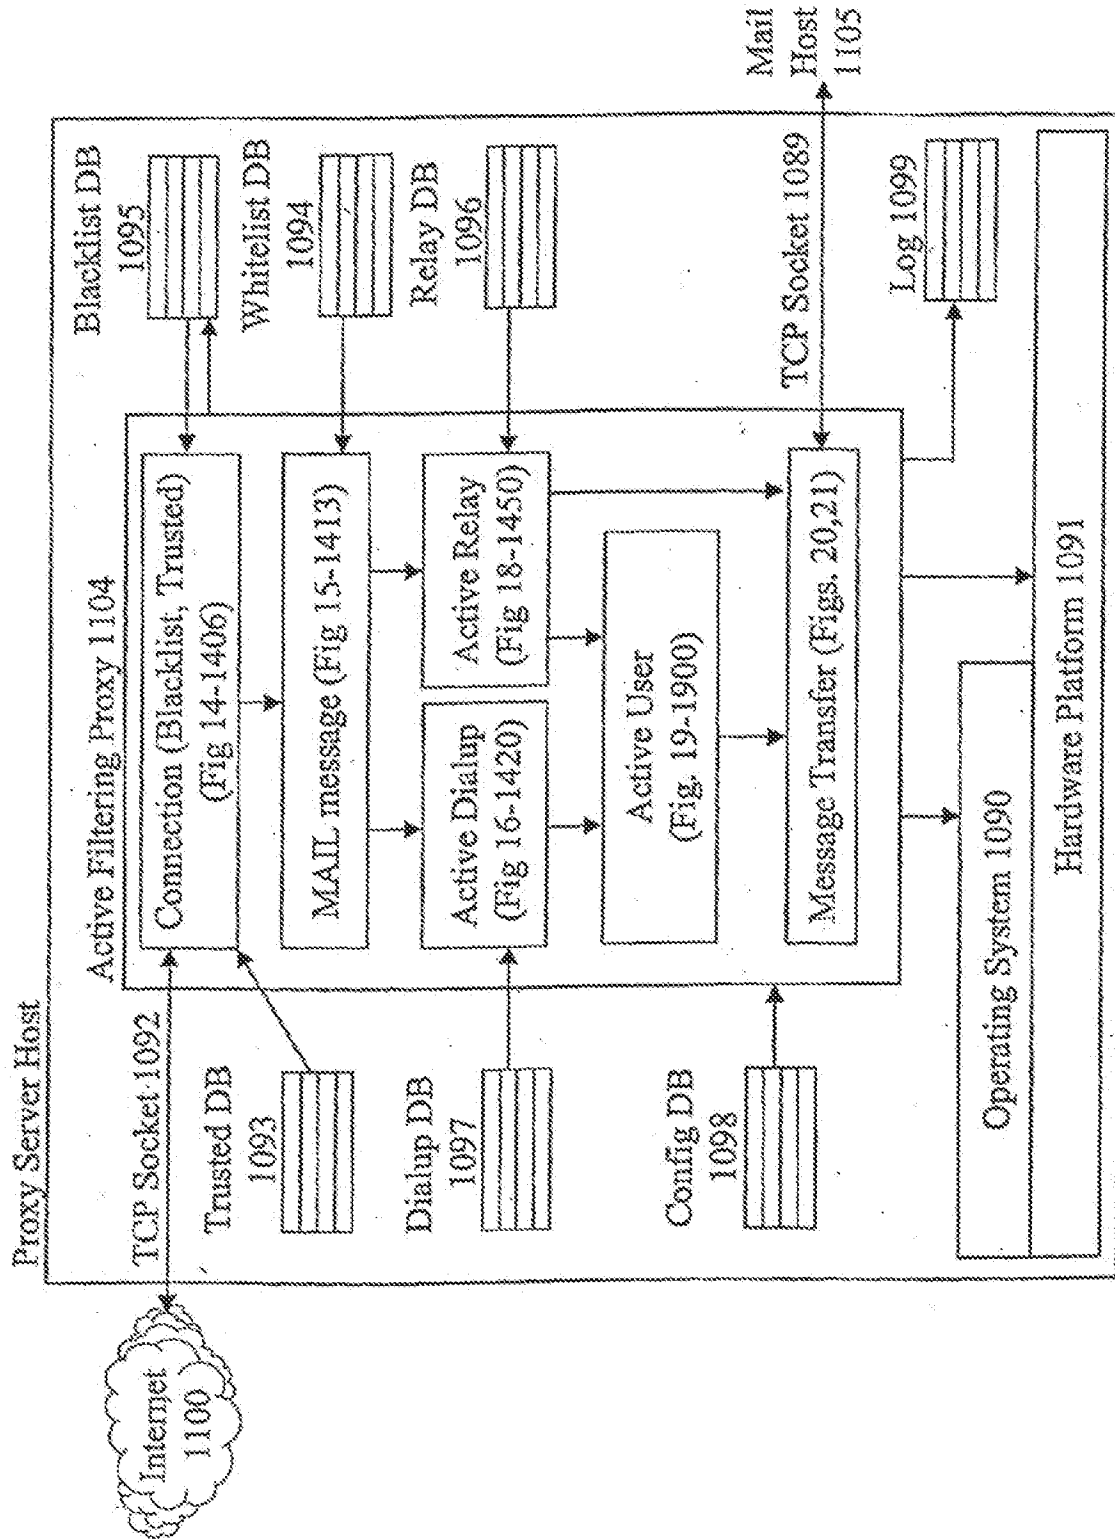 Proxy Server Host
Internet
1100
TCP Socket 1092
Active Filtering Proxy 1104
Connection (Blacklist, Trusted)
(Fig 14-1406)
Blacklist DB
1095
Trusted DB
1093
MAIL message (Fig 15-1413)
Whitelist DB
1094
Dialup DB
1097
Active Dialup
(Fig 16-1420)
Active Relay
(Fig 18-1450)
Relay DB
1096
Active User
(Fig. 19-1900)
Config DB
1098
Message Transfer (Figs. 20,21)
TCP Socket 1089
Mail
Host
1105
Log 1099
Operating System 1090
Hardware Platform 1091